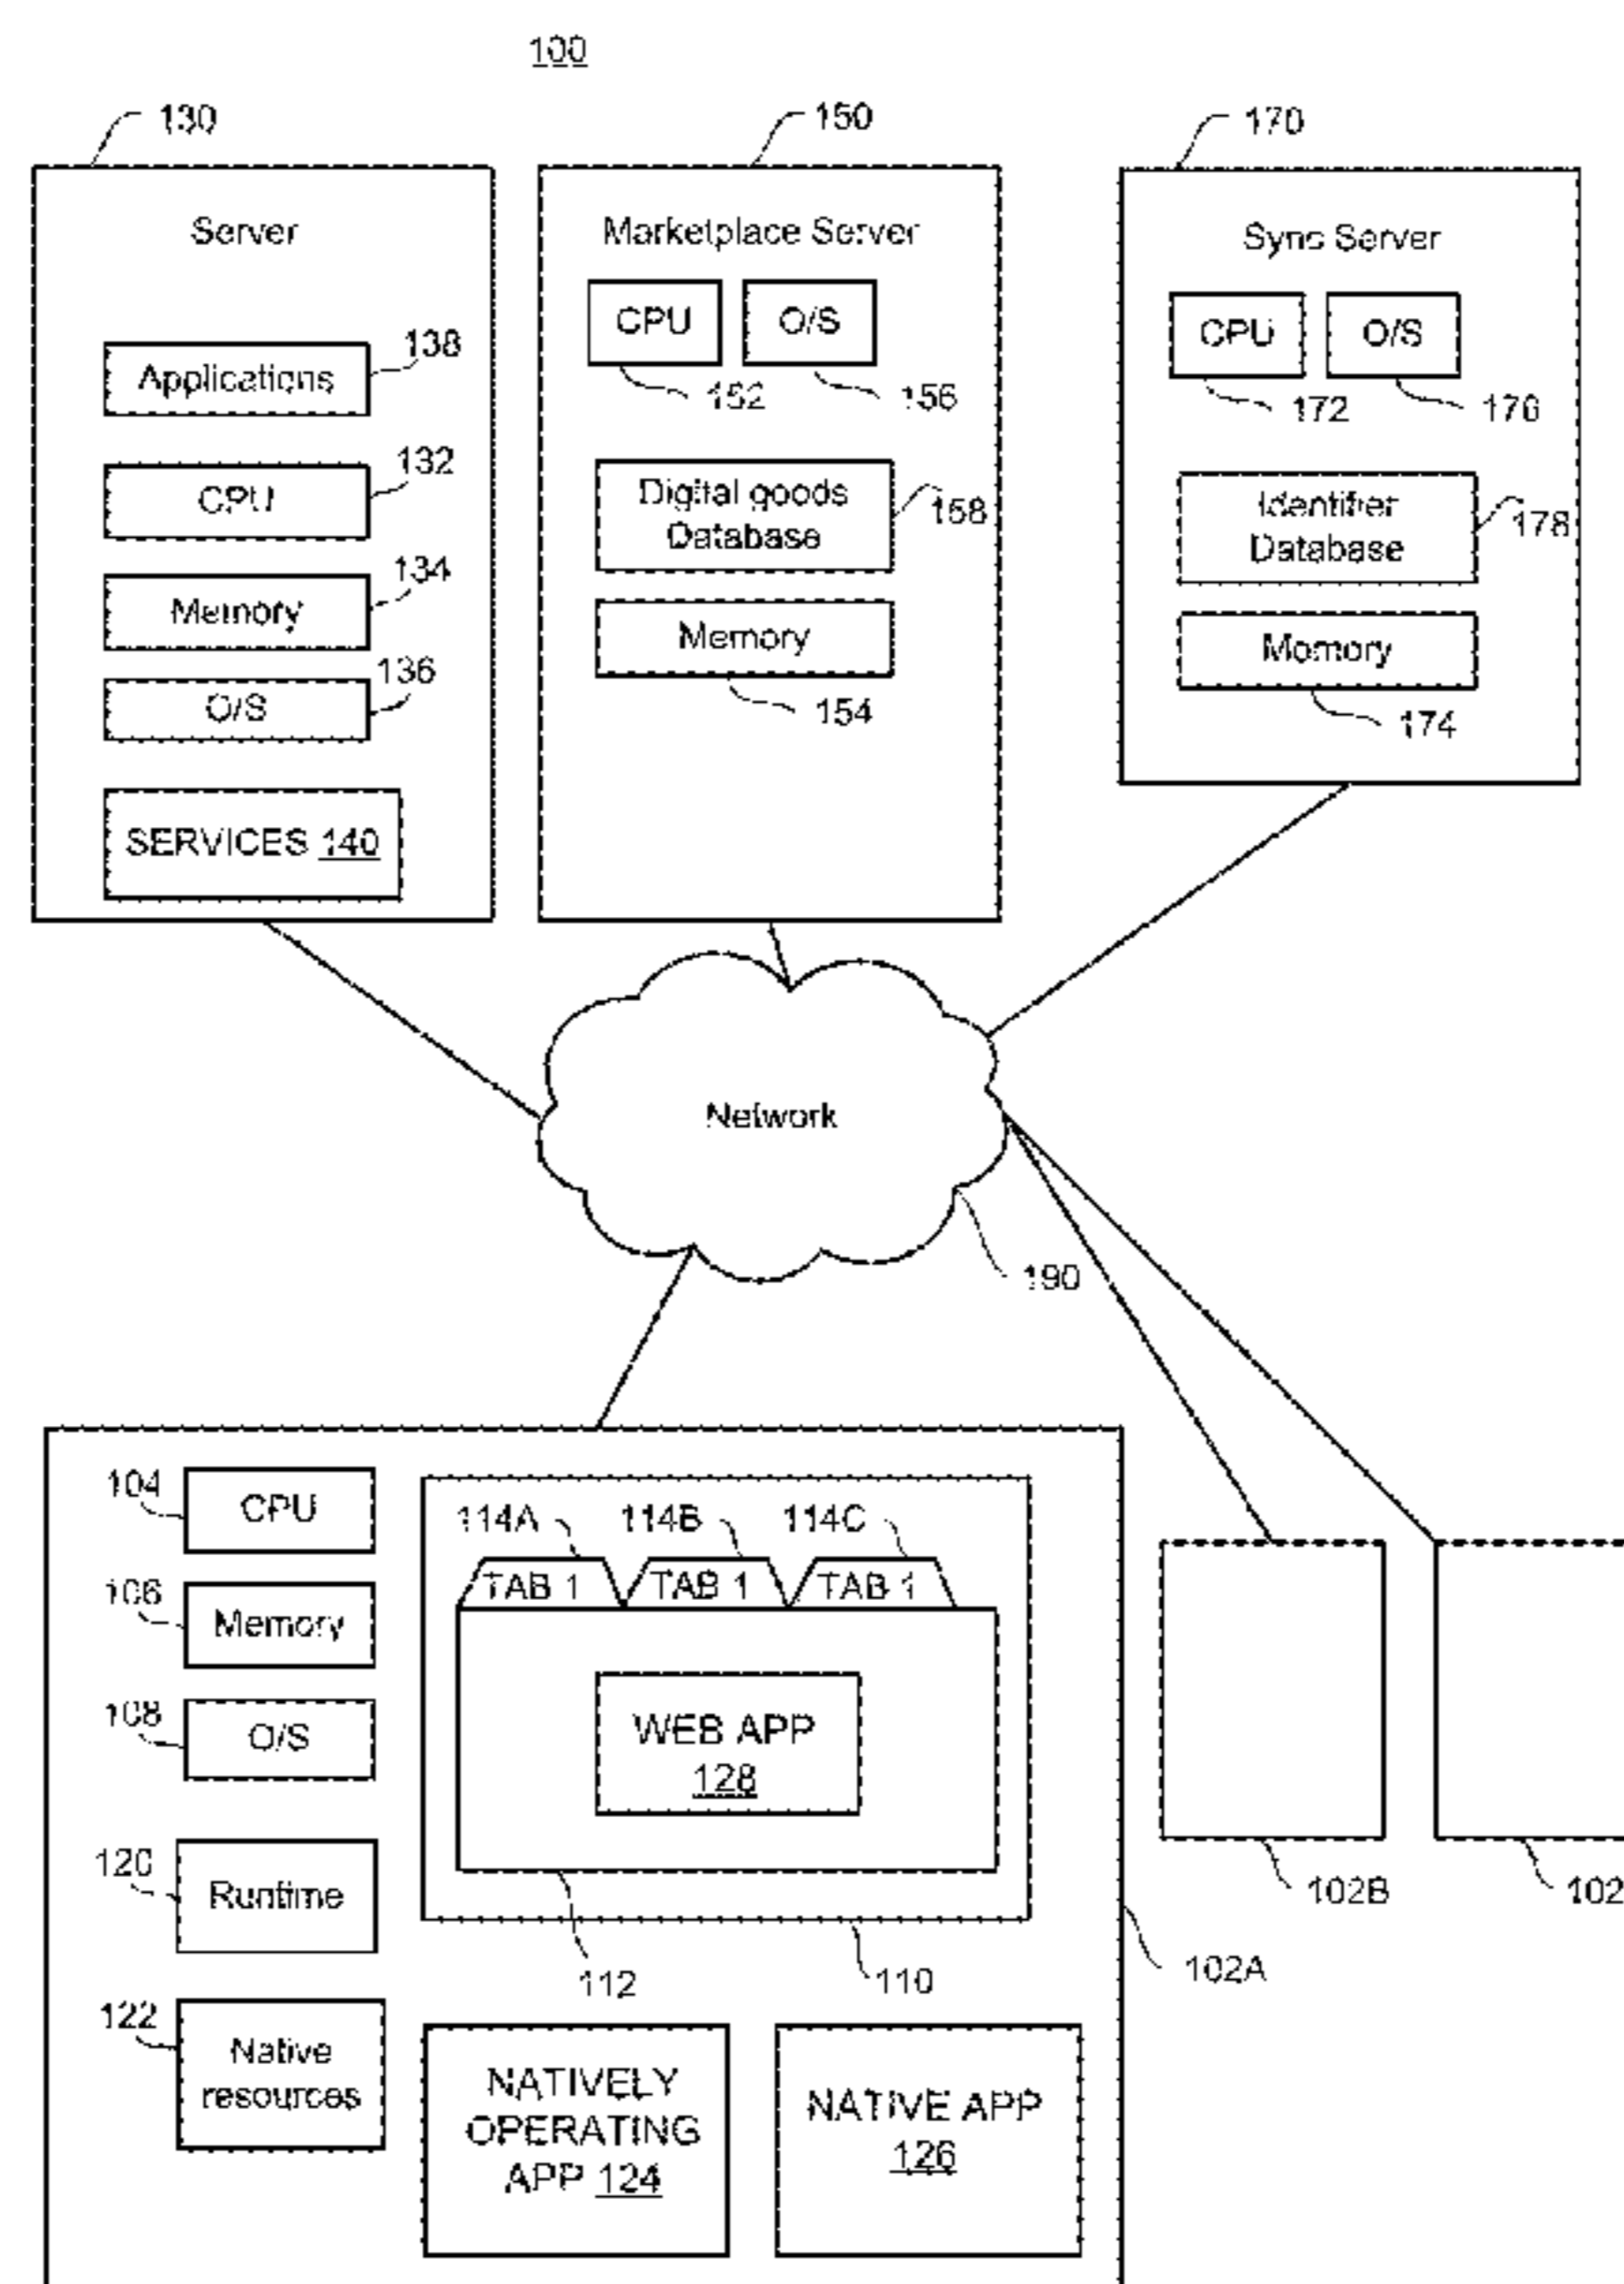 100
130
150
170
Server
Marketplace Server
Sync Server
CPU
O/S
CPU
O/S
152
156
172
176
Applications
138
CPU
132
Digital goods
Database
158
Identifier
Database
178
Memory
134
Memory
154
Memory
174
O/S
136
SERVICES 140
Network
190
104
CPU
114A
114B
114C
TAB 1
TAB 1
TAB 1
106
Memory
108
O/S
WEB APP
128
120
Runtime
112
110
102A
102B
102
122
Native
resources
NATIVELY
OPERATING
APP 124
NATIVE APP
126